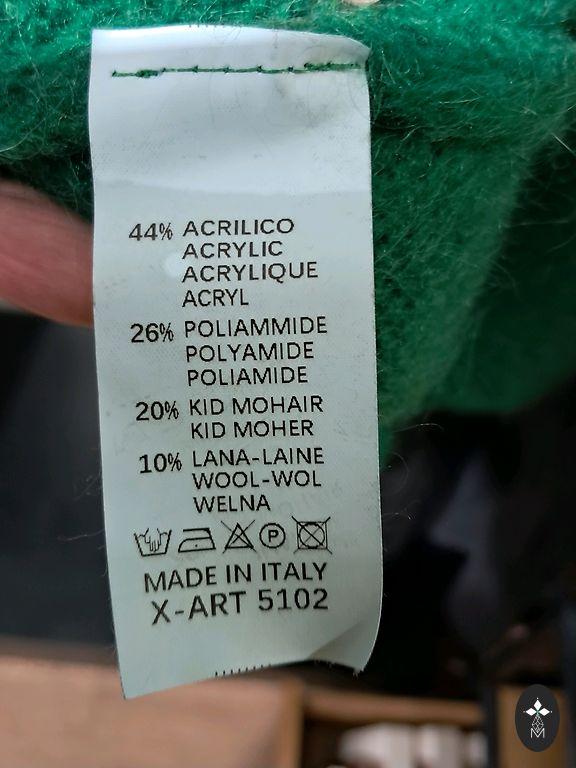 44% ACRILICO
ACRYLIC
ACRYLIQUE
ACRYL
26% POLIAMMIDE
POLYAMIDE
POLIAMIDE
20% KID MOHAIR
KID MOHER
10% LANA-LAINE
WOOL-WOL
WELNA
P
MADE IN ITALY
X-ART 5102
M